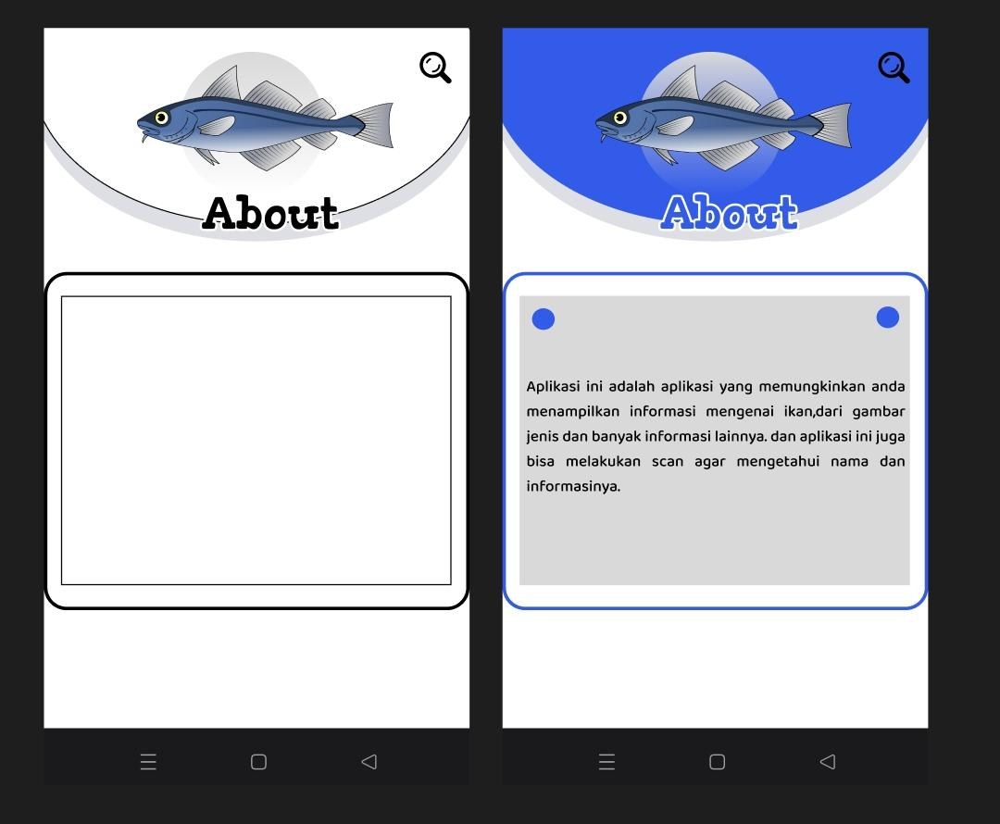 About
About
Aplikasi ini adalah aplikasi yang memungkinkan anda
menampilkan informasi mengenai ikan,dari gambar
jenis dan banyak informasi lainnya. dan aplikasi ini juga
bisa melakukan scan agar mengetahui nama dan
informasinya.